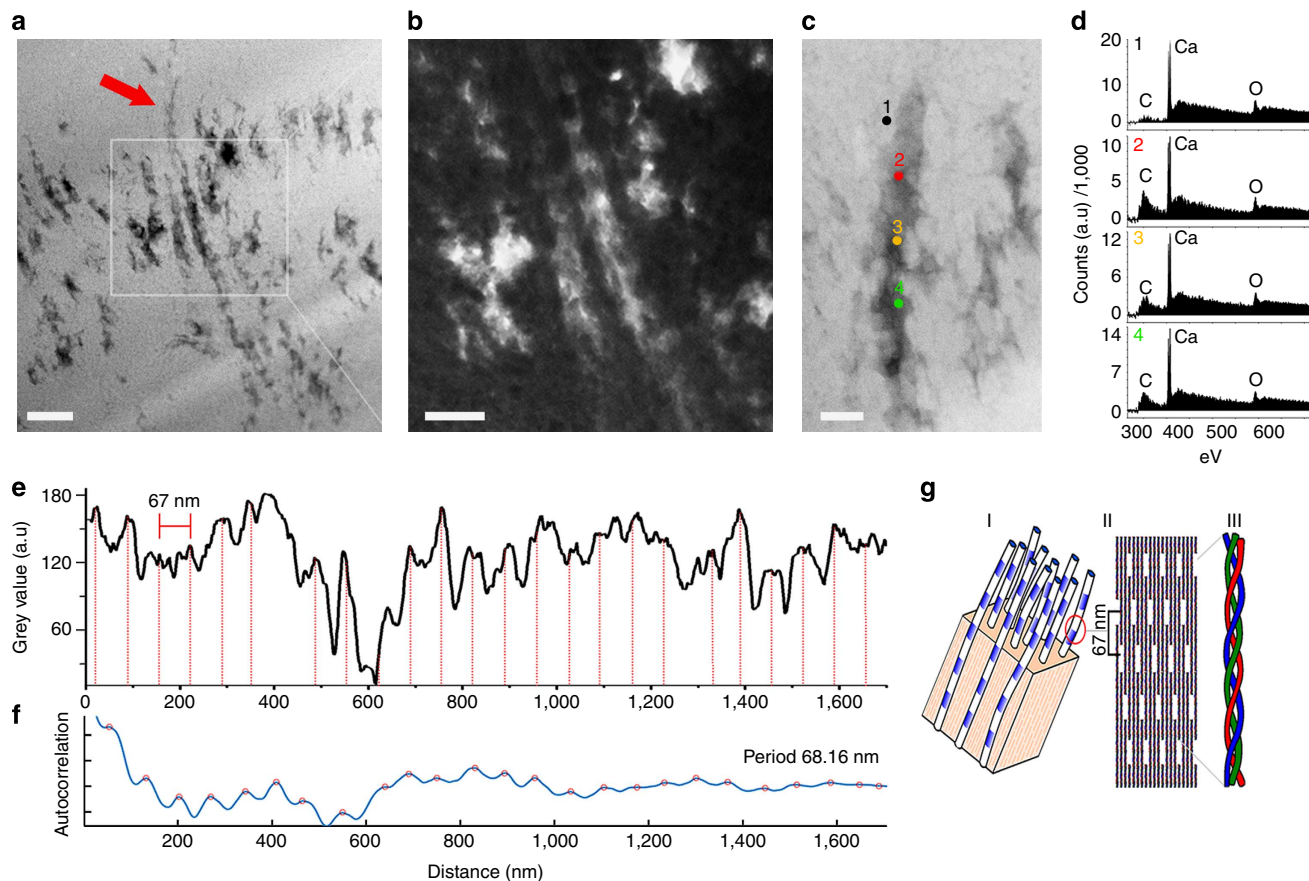 a
b
c
d
1
2
3
4
Counts (a.u) /1,000
20
10
0
1
C
Ca
O
10
5
0
2
C
Ca
O
12
6
0
3
C
Ca
O
14
7
0
4
C
Ca
O
300 400 500 600
eV
e
Grey value (a.u)
180
120
60
67 nm
0 200 400 600 800 1,000 1,200 1,400 1,600
f
Autocorrelation
Period 68.16 nm
0 200 400 600 800 1,000 1,200 1,400 1,600
Distance (nm)
g
I
II
III
67 nm